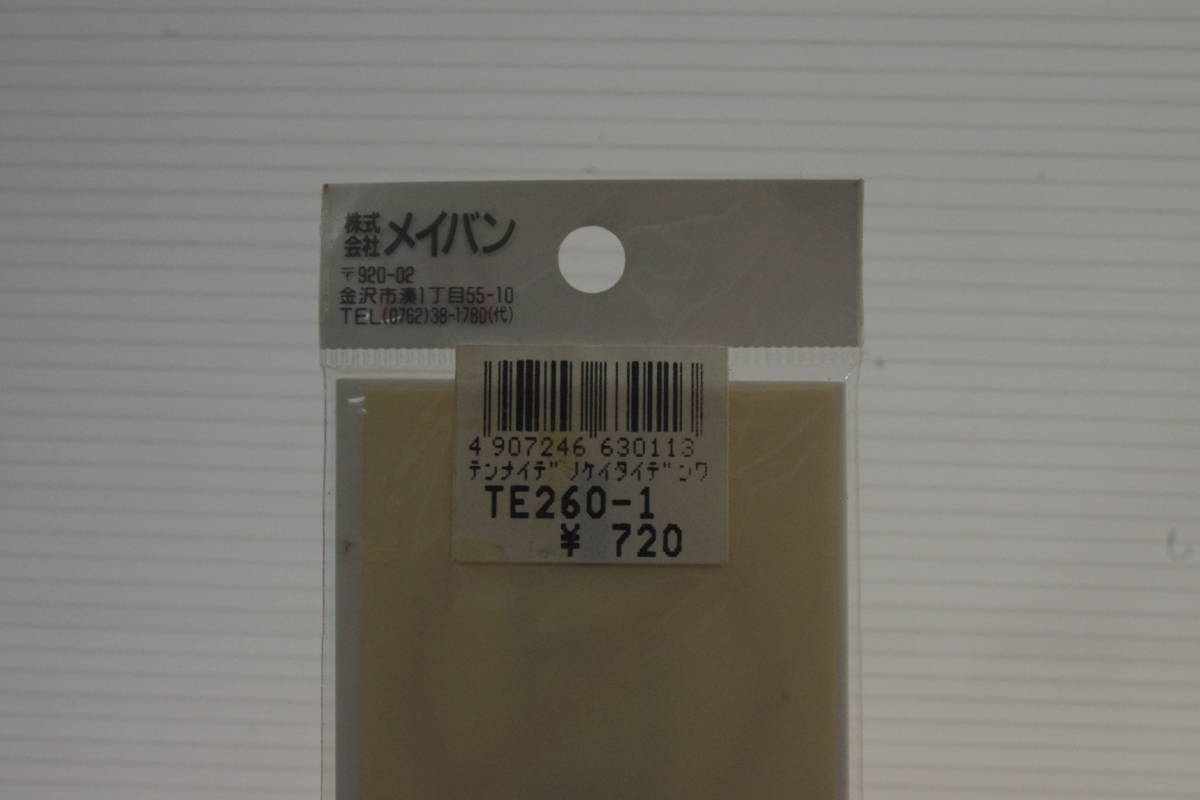 株式会社 メイバン
〒920-02
金沢市湊1丁目55-10
TEL(0762)38-1780(代)
4 907246 630113
テンナイデノケイタイデンワ
TE260-1
¥ 720